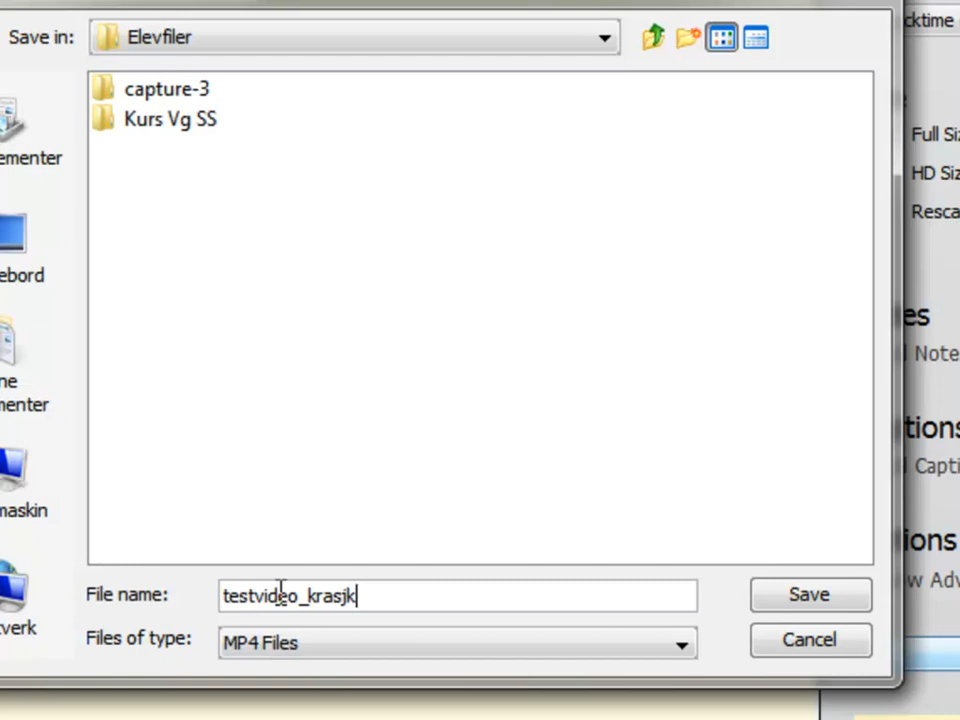 Save in:
Elevfiler
cktime
capture-3
Kurs Vg SS
ementer
Full Siz
HD Siz
Resca
ebord
es
Note
ne
menter
tions
Capti
maskin
ions
w Adv
File name:
testvideo_krasjk
Save
verk
Files of type:
MP4 Files
Cancel